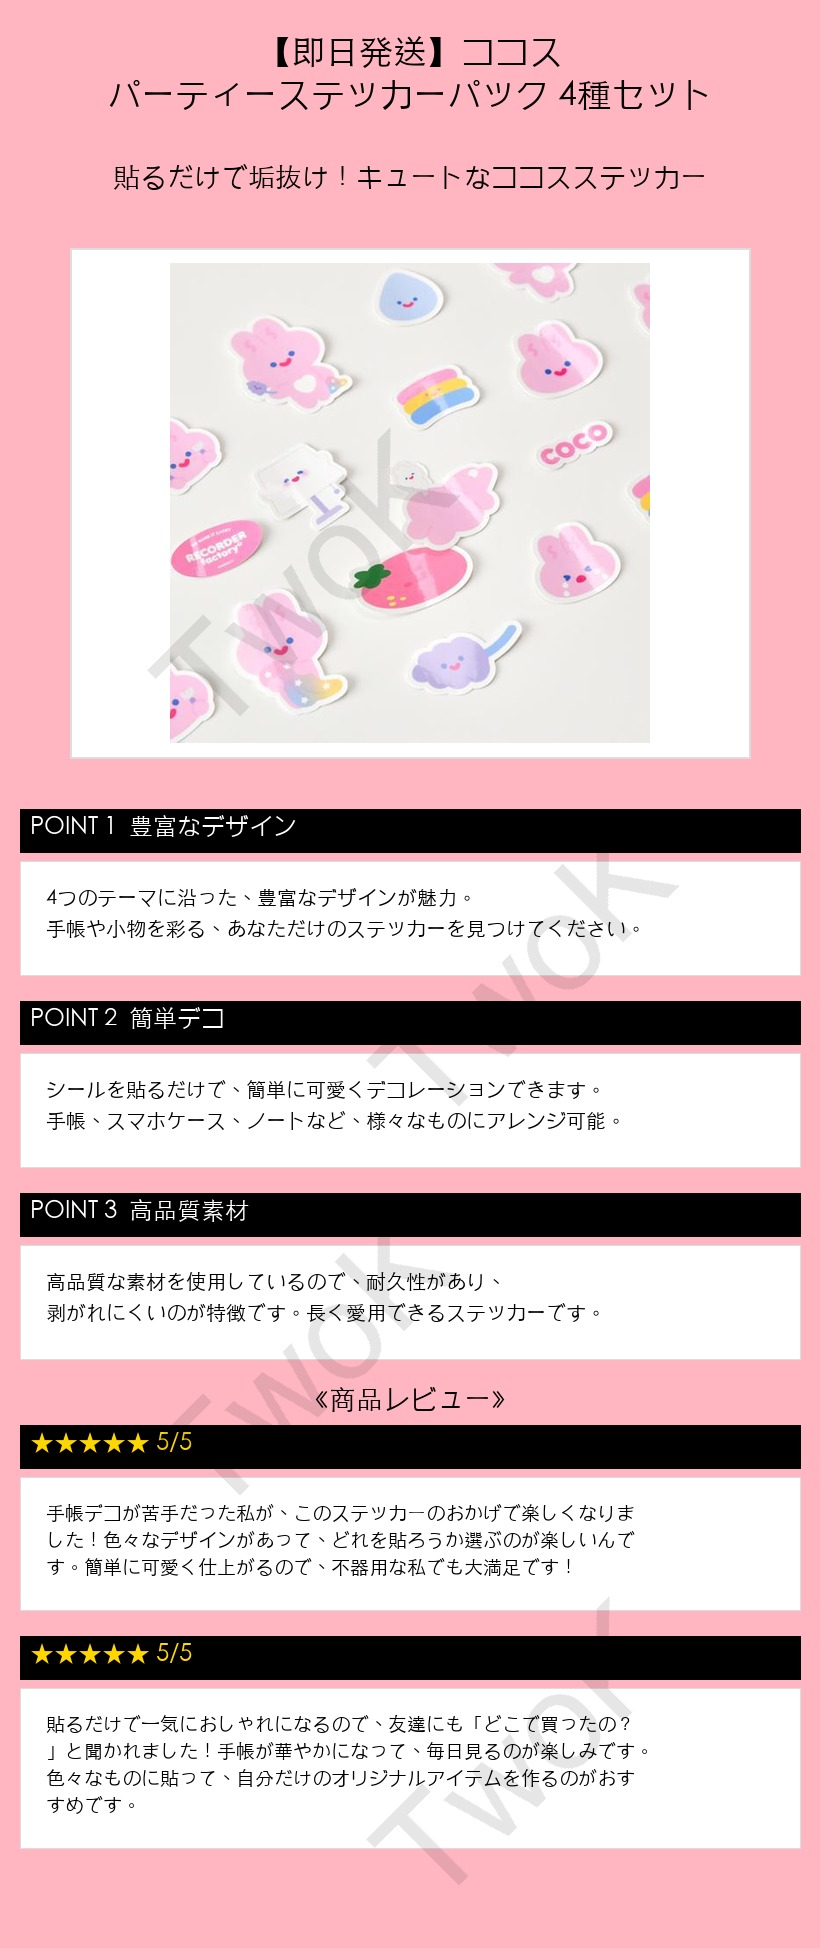 【即日発送】ココス
パーティーステッカーパック 4種セット
貼るだけで垢抜け！キュートなココスステッカー
COCO
RECORDER
factory
TwoK
POINT 1 豊富なデザイン
4つのテーマに沿った、豊富なデザインが魅力。
手帳や小物を彩る、あなただけのステッカーを見つけてください。
TwoK
POINT 2 簡単デコ
シールを貼るだけで、簡単に可愛くデコレーションできます。
手帳、スマホケース、ノートなど、様々なものにアレンジ可能。
POINT 3 高品質素材
高品質な素材を使用しているので、耐久性があり、
剥がれにくいのが特徴です。長く愛用できるステッカーです。
TwoK
《商品レビュー》
★★★★★ 5/5
手帳デコが苦手だった私が、このステッカーのおかげで楽しくなりま
した！色々なデザインがあって、どれを貼ろうか選ぶのが楽しいんで
す。簡単に可愛く仕上がるので、不器用な私でも大満足です！
★★★★★ 5/5
貼るだけで一気におしゃれになるので、友達にも「どこで買ったの？
」と聞かれました！手帳が華やかになって、毎日見るのが楽しみです。
色々なものに貼って、自分だけのオリジナルアイテムを作るのがおす
すめです。
TwoK